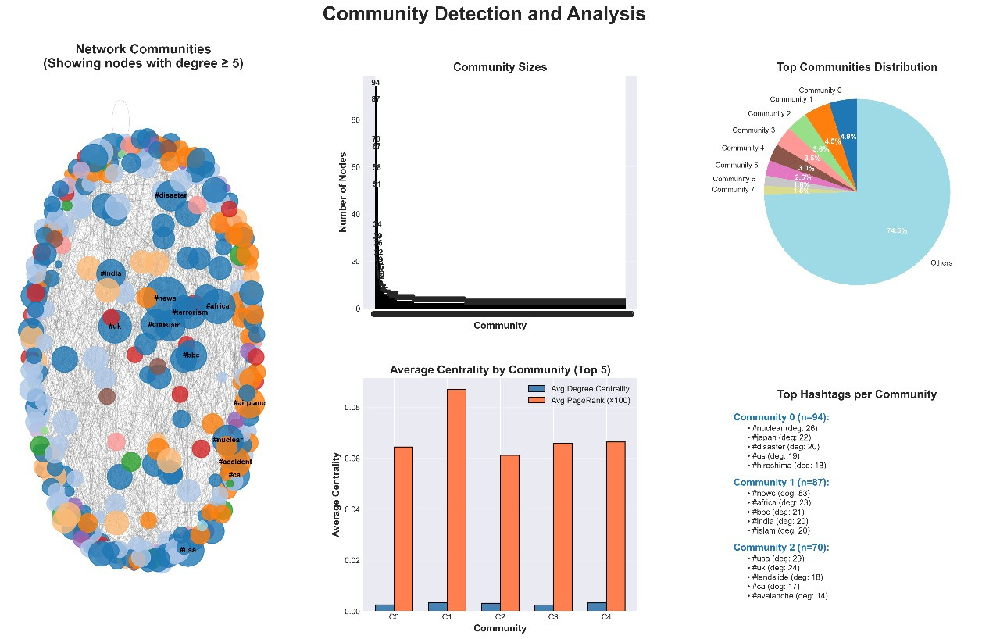 Community Detection and Analysis
Network Communities
(Showing nodes with degree ≥ 5)
#disaster
#india
#news
#africa
#terrorism
#uk
#islam
#bbc
#airplane
#nuclear
#accident
#ca
#usa
Community Sizes
94
87
70
67
58
51
34
29
80
60
40
20
0
Number of Nodes
Community
Top Communities Distribution
Community 0
Community 1
Community 2
Community 3
Community 4
Community 5
Community 6
Community 7
Others
4.9%
4.5%
3.6%
3.5%
3.0%
2.6%
1.8%
1.5%
74.6%
Average Centrality by Community (Top 5)
Avg Degree Centrality
Avg PageRank (×100)
0.08
0.06
0.04
0.02
0.00
Average Centrality
C0 C1 C2 C3 C4
Community
Top Hashtags per Community
Community 0 (n=94):
• #nuclear (deg: 26)
• #japan (deg: 22)
• #disaster (deg: 20)
• #us (deg: 19)
• #hiroshima (deg: 18)
Community 1 (n=87):
• #news (deg: 83)
• #africa (deg: 23)
• #bbc (deg: 21)
• #india (deg: 20)
• #islam (deg: 20)
Community 2 (n=70):
• #usa (deg: 29)
• #uk (deg: 24)
• #landslide (deg: 18)
• #ca (deg: 17)
• #avalanche (deg: 14)